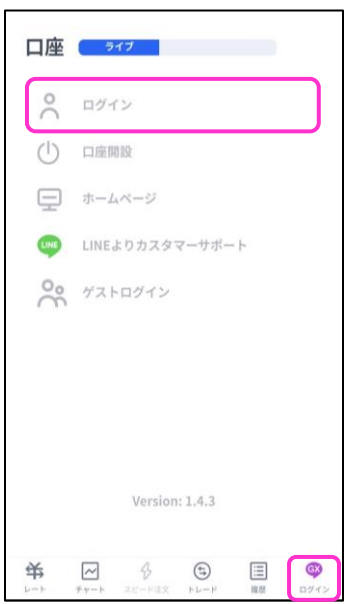 口座 ライブ
ログイン
口座開設
ホームページ
LINE LINEよりカスタマーサポート
ゲストログイン
Version: 1.4.3
GX
レート チャート スピード注文 トレード 履歴 ログイン